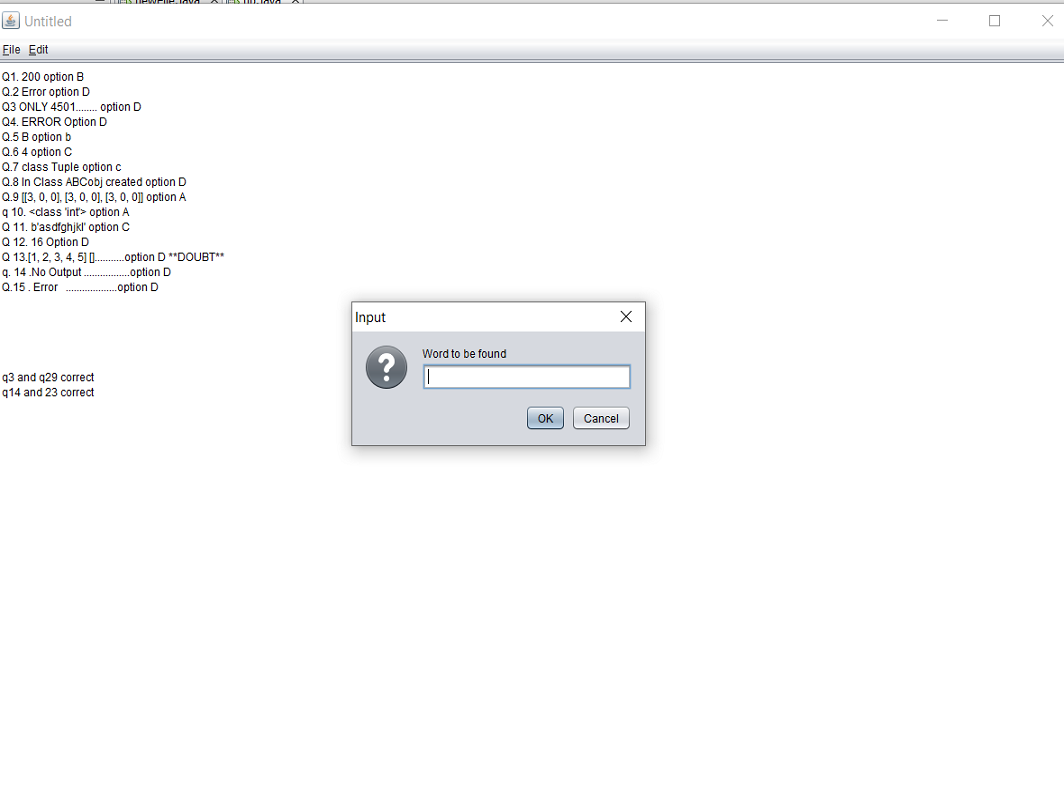 Untitled
File Edit
Q1. 200 option B
Q.2 Error option D
Q3 ONLY 4501........ option D
Q4. ERROR Option D
Q.5 B option b
Q.6 4 option C
Q.7 class Tuple option c
Q.8 In Class ABCobj created option D
Q.9 [[3, 0, 0], [3, 0, 0], [3, 0, 0]] option A
q 10. <class 'int'> option A
Q 11. b'asdfghjkl' option C
Q 12. 16 Option D
Q 13.[1, 2, 3, 4, 5] []...........option D **DOUBT**
q. 14 .No Output .................option D
Q.15 . Error ...................option D
q3 and q29 correct
q14 and 23 correct
Input
Word to be found
OK Cancel